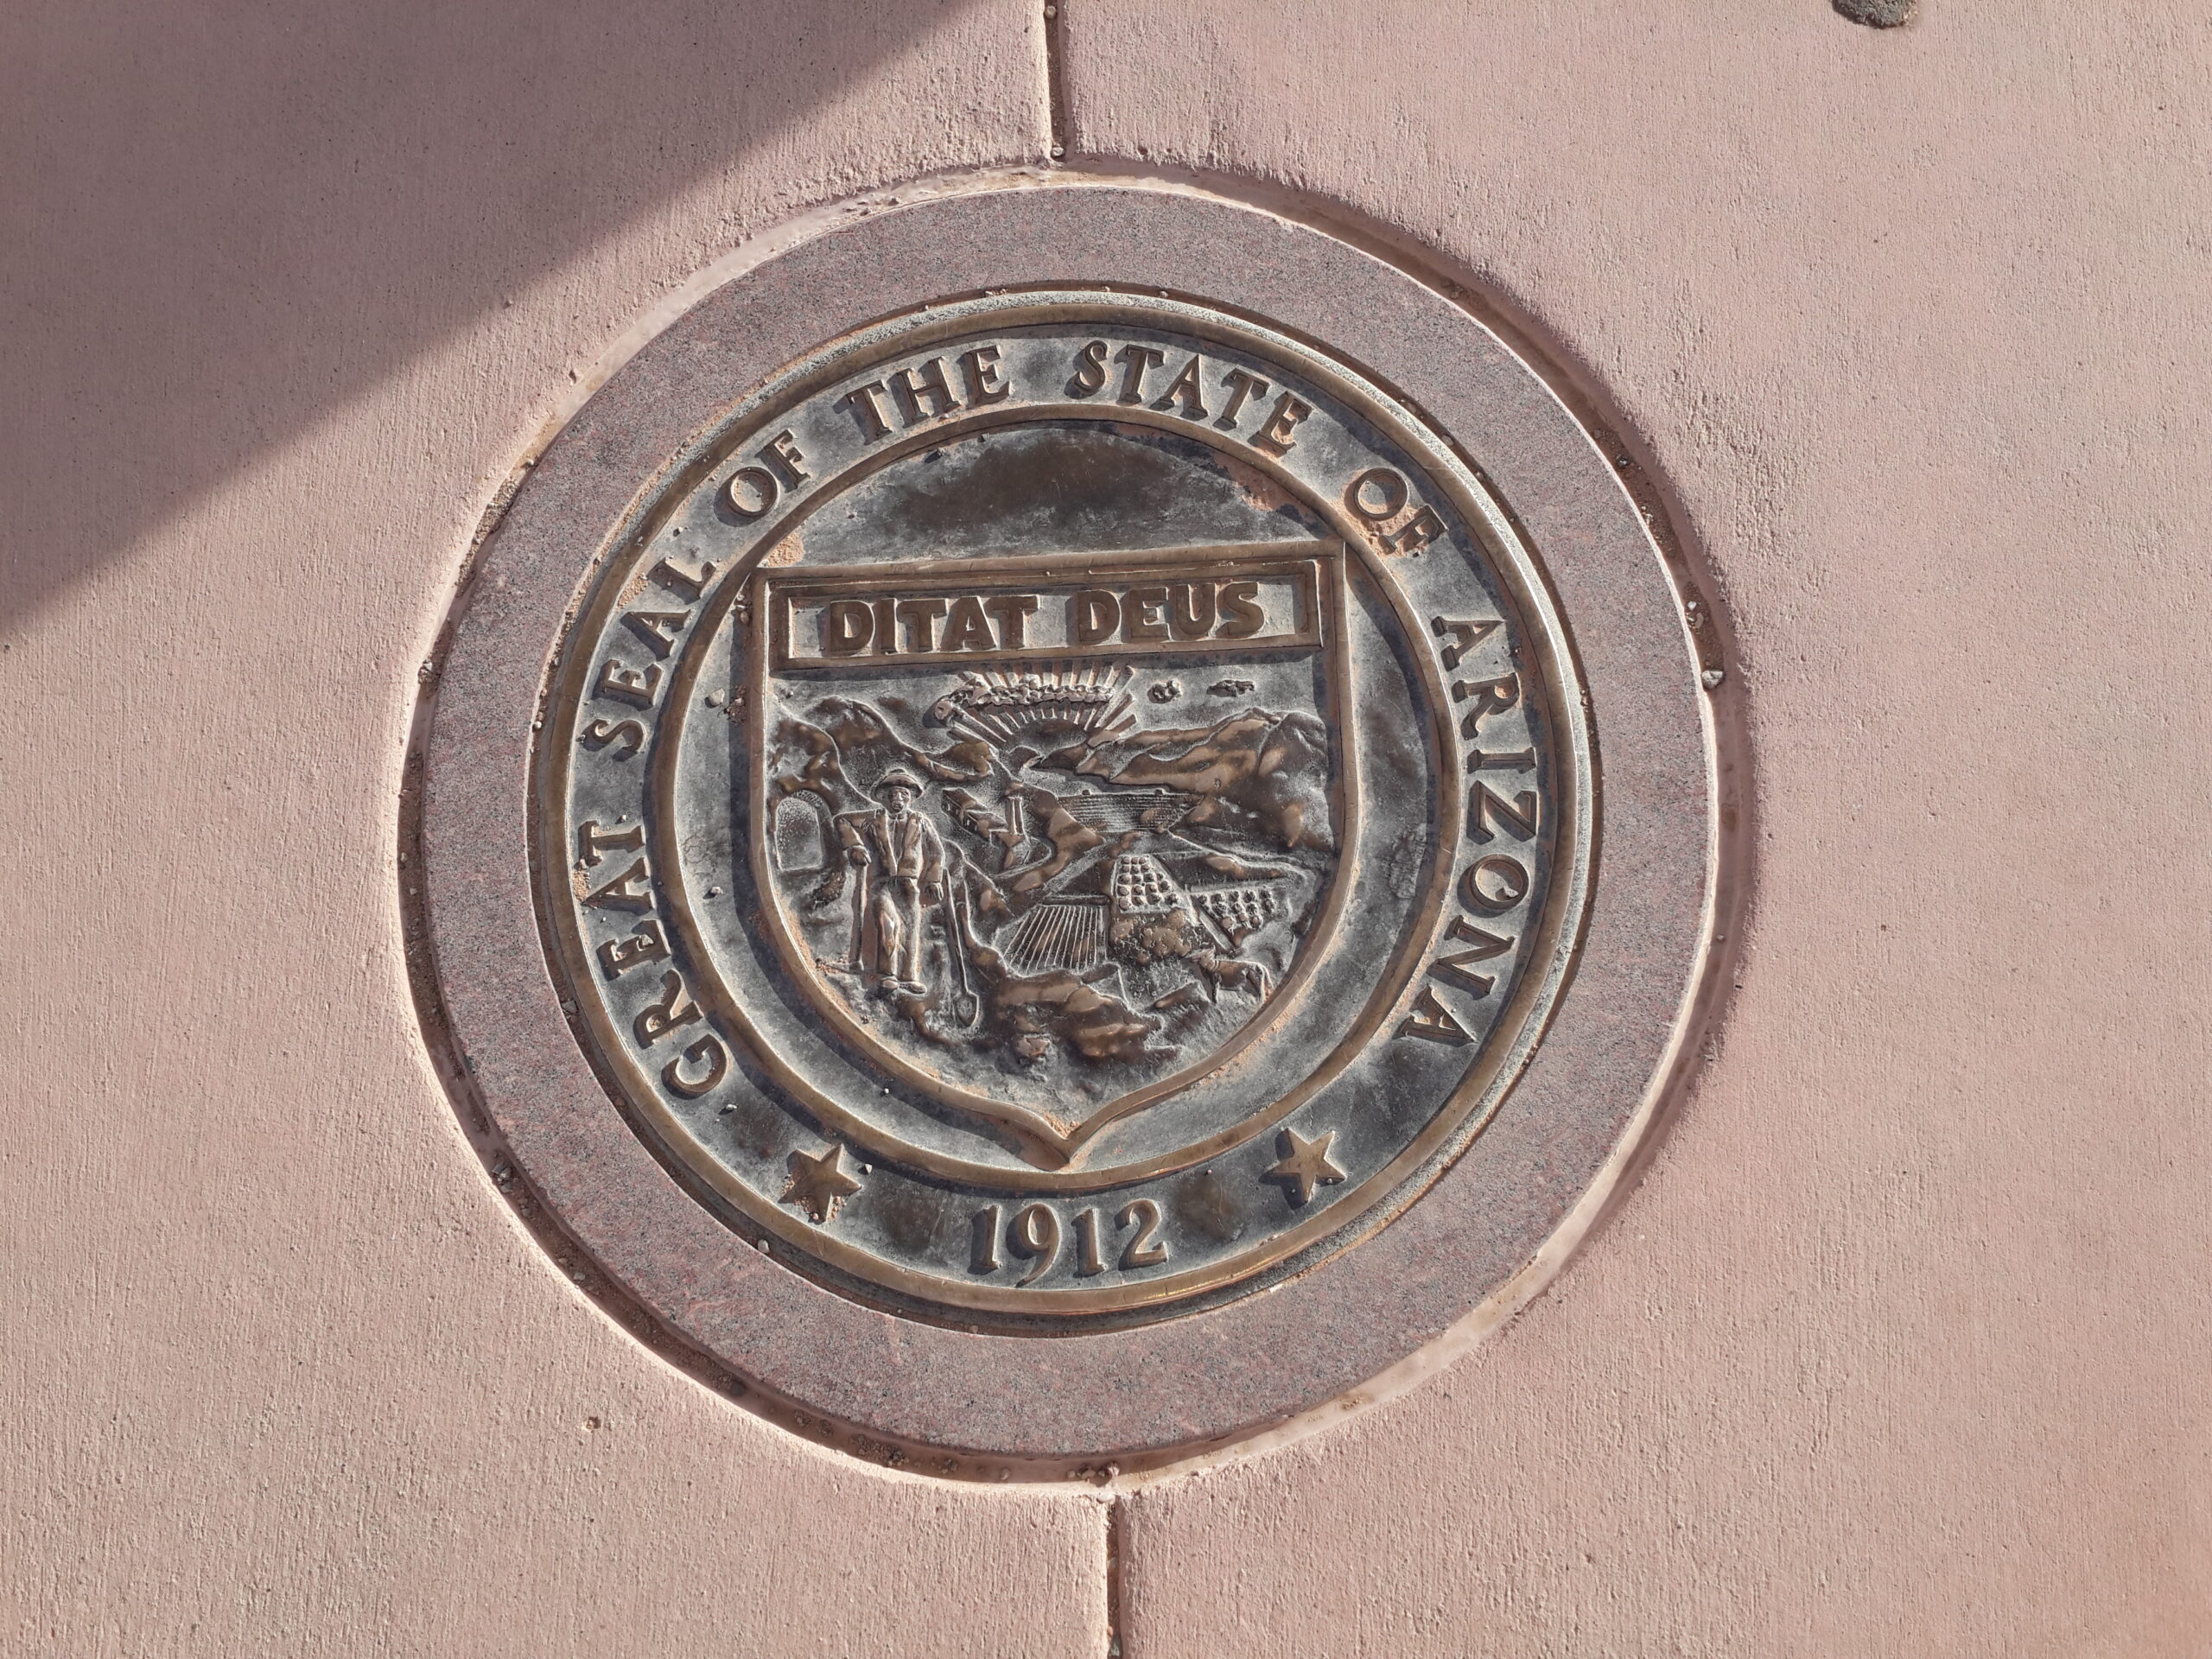 GREAT SEAL OF THE STATE OF ARIZONA
DITAT DEUS
1912